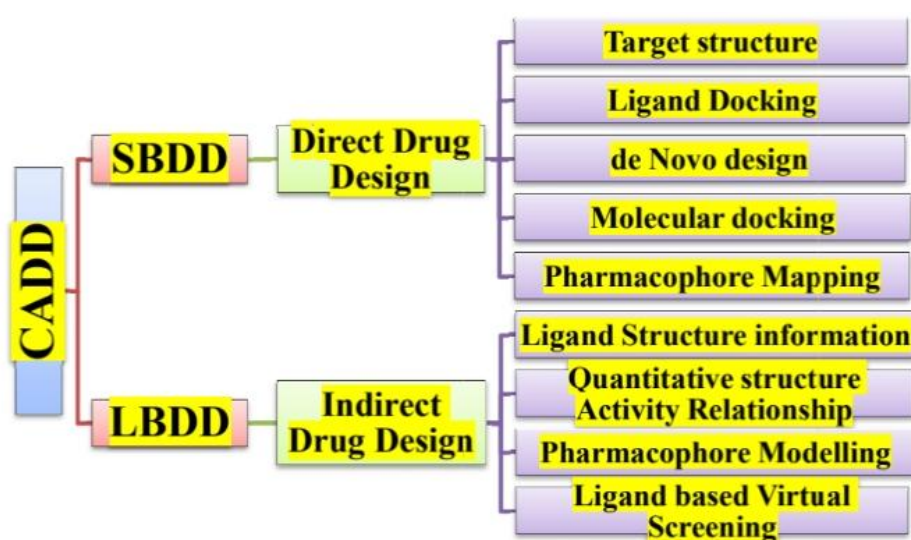 CADD
SBDD
Direct Drug
Design
Target structure
Ligand Docking
de Novo design
Molecular docking
Pharmacophore Mapping
LBDD
Indirect
Drug Design
Ligand Structure information
Quantitative structure
Activity Relationship
Pharmacophore Modelling
Ligand based Virtual
Screening